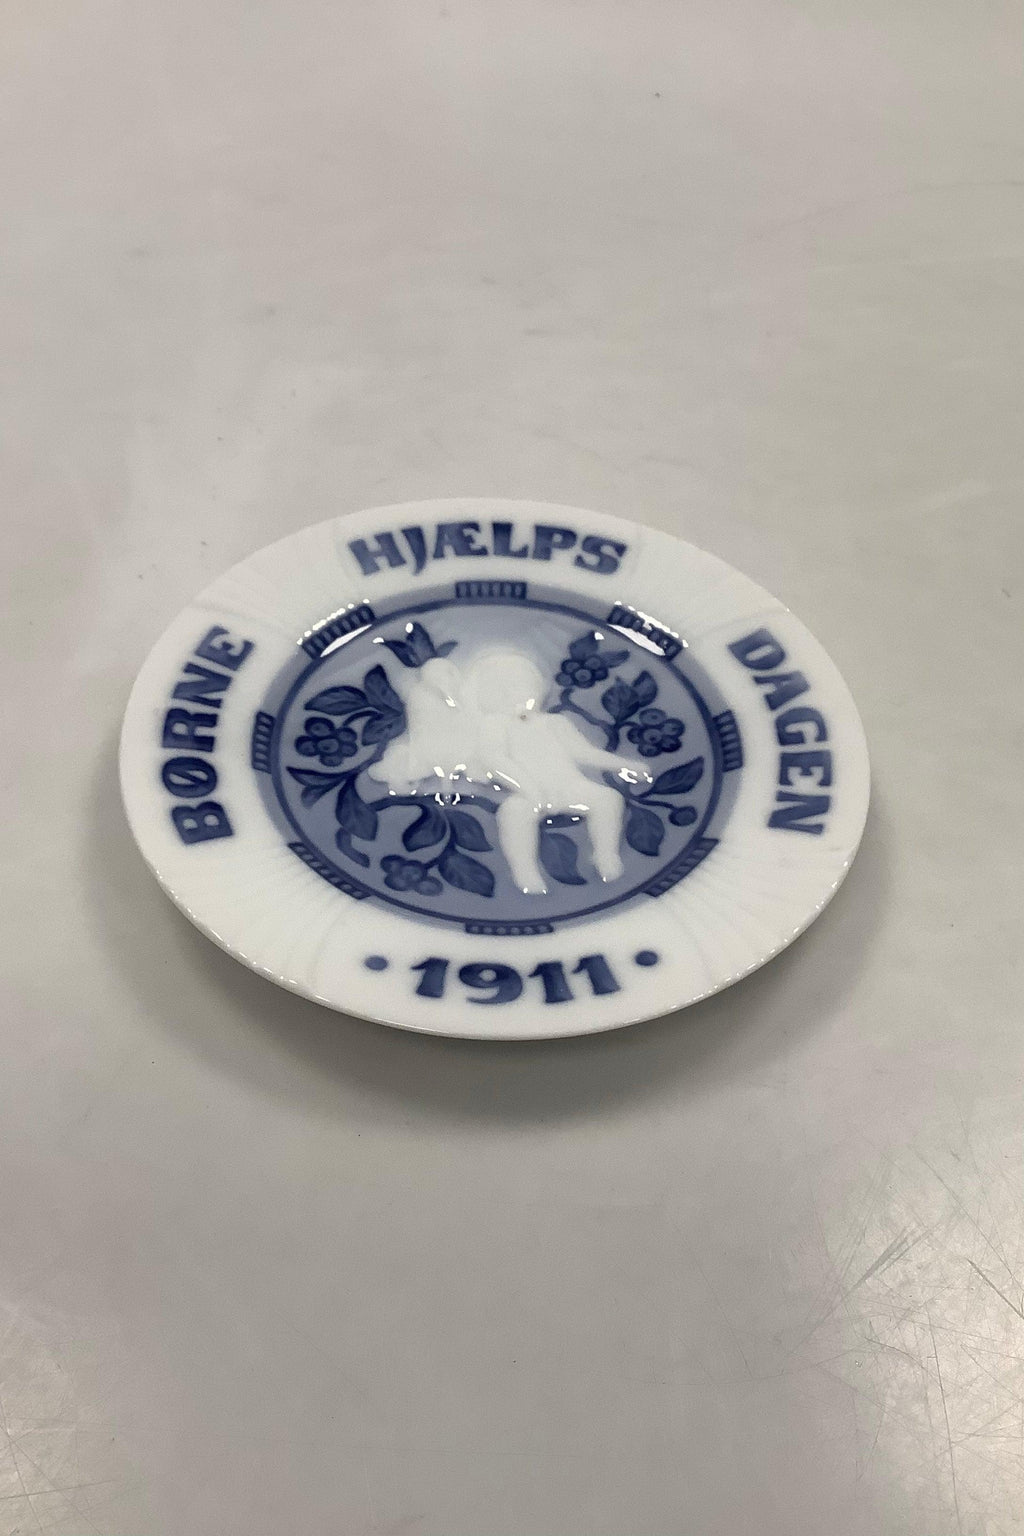 BØRNE
HJÆLPS
DAGEN
• 1911 •